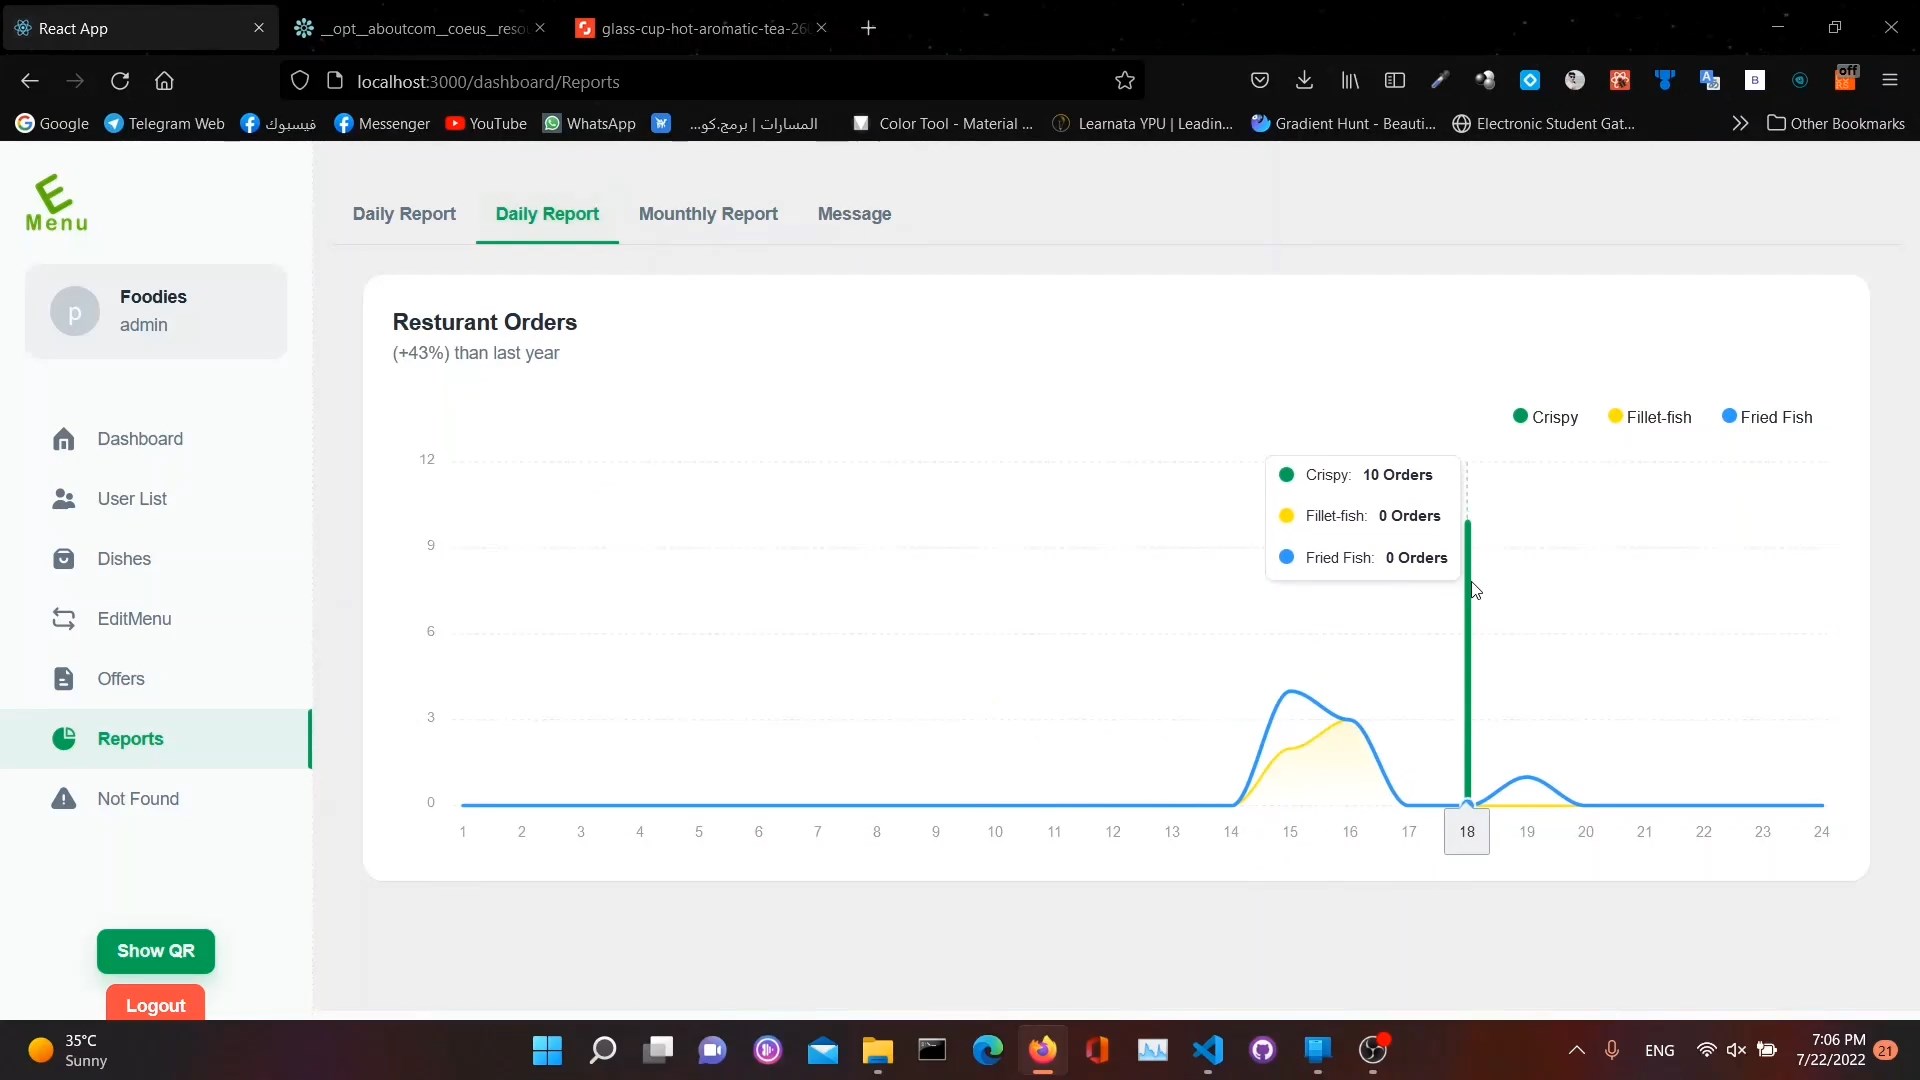 React App
__opt__aboutcom__coeus__reso
glass-cup-hot-aromatic-tea-26
localhost:3000/dashboard/Reports
off
Google
Telegram Web
فيسبوك
Messenger
YouTube
WhatsApp
المسارات | برمج.كو...
Color Tool - Material ...
Learnata YPU | Leadin...
Gradient Hunt - Beauti...
Electronic Student Gat...
Other Bookmarks
E
Menu
p
Foodies
admin
Dashboard
User List
Dishes
EditMenu
Offers
Reports
Not Found
Show QR
Logout
Daily Report
Daily Report
Mounthly Report
Message
Resturant Orders
(+43%) than last year
Crispy
Fillet-fish
Fried Fish
Crispy: 10 Orders
Fillet-fish: 0 Orders
Fried Fish: 0 Orders
12
9
6
3
0
1 2 3 4 5 6 7 8 9 10 11 12 13 14 15 16 17 18 19 20 21 22 23 24
35°C
Sunny
ENG
7:06 PM
7/22/2022
21